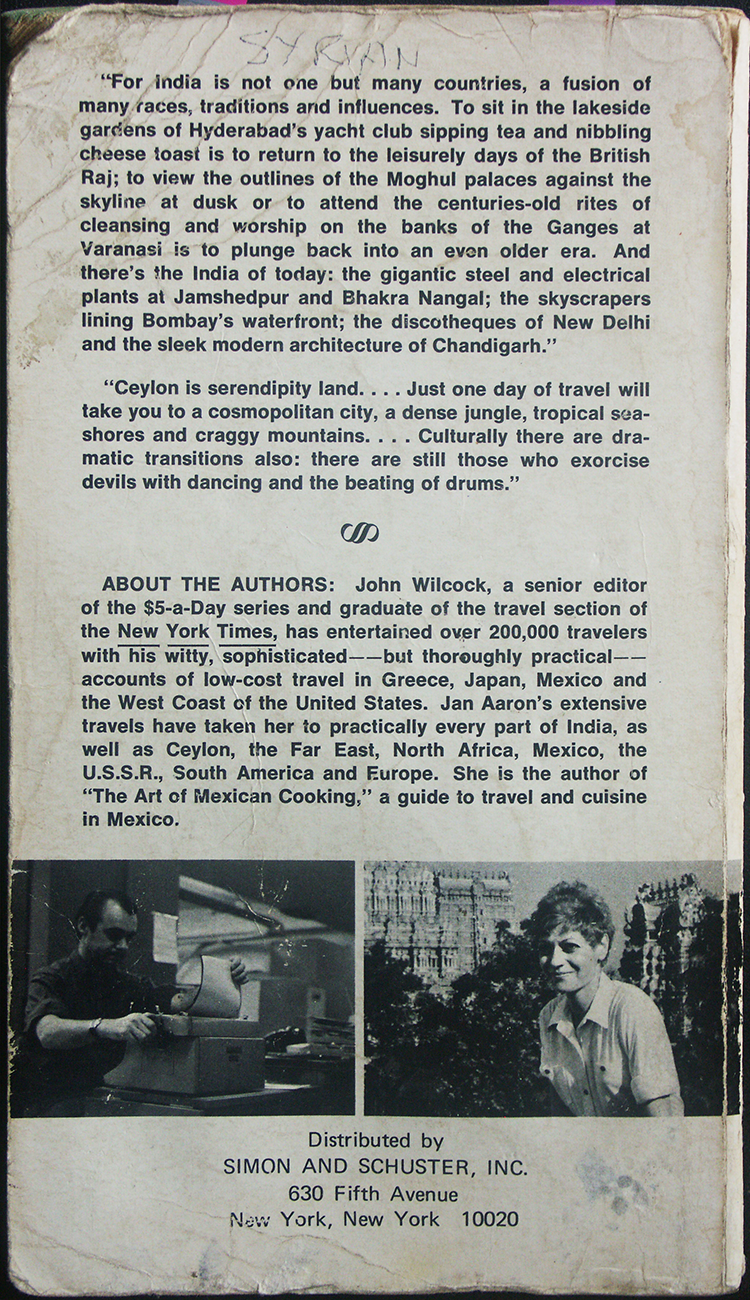 SY RYAN
"For India is not one but many countries, a fusion of
many races, traditions and influences. To sit in the lakeside
gardens of Hyderabad's yacht club sipping tea and nibbling
cheese toast is to return to the leisurely days of the British
Raj; to view the outlines of the Moghul palaces against the
skyline at dusk or to attend the centuries-old rites of
cleansing and worship on the banks of the Ganges at
Varanasi is to plunge back into an even older era. And
there's the India of today: the gigantic steel and electrical
plants at Jamshedpur and Bhakra Nangal; the skyscrapers
lining Bombay's waterfront; the discotheques of New Delhi
and the sleek modern architecture of Chandigarh."
"Ceylon is serendipity land. . . . Just one day of travel will
take you to a cosmopolitan city, a dense jungle, tropical sea-
shores and craggy mountains. . . . Culturally there are dra-
matic transitions also: there are still those who exorcise
devils with dancing and the beating of drums."
ABOUT THE AUTHORS: John Wilcock, a senior editor
of the $5-a-Day series and graduate of the travel section of
the New York Times, has entertained over 200,000 travelers
with his witty, sophisticated——but thoroughly practical——
accounts of low-cost travel in Greece, Japan, Mexico and
the West Coast of the United States. Jan Aaron's extensive
travels have taken her to practically every part of India, as
well as Ceylon, the Far East, North Africa, Mexico, the
U.S.S.R., South America and Europe. She is the author of
"The Art of Mexican Cooking," a guide to travel and cuisine
in Mexico.
Distributed by
SIMON AND SCHUSTER, INC.
630 Fifth Avenue
New York, New York 10020